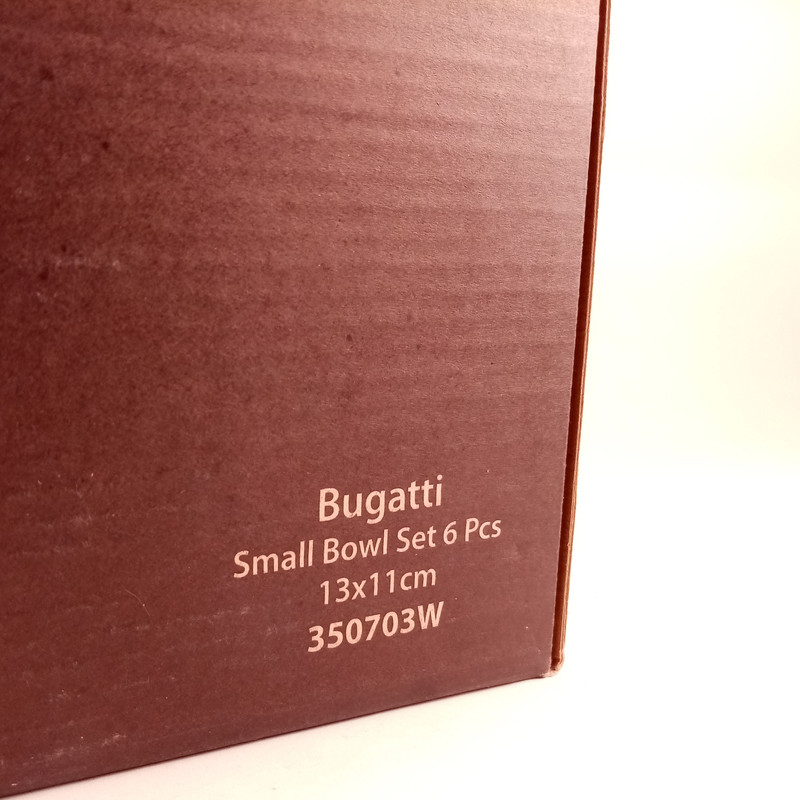 Bugatti
Small Bowl Set 6 Pcs
13x11cm
350703W